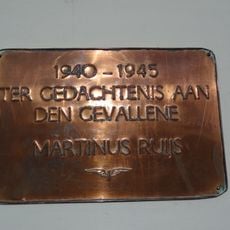 1940 - 1945
TER GEDACHTENIS AAN
DEN GEVALLENE
MARTINUS RUIJS